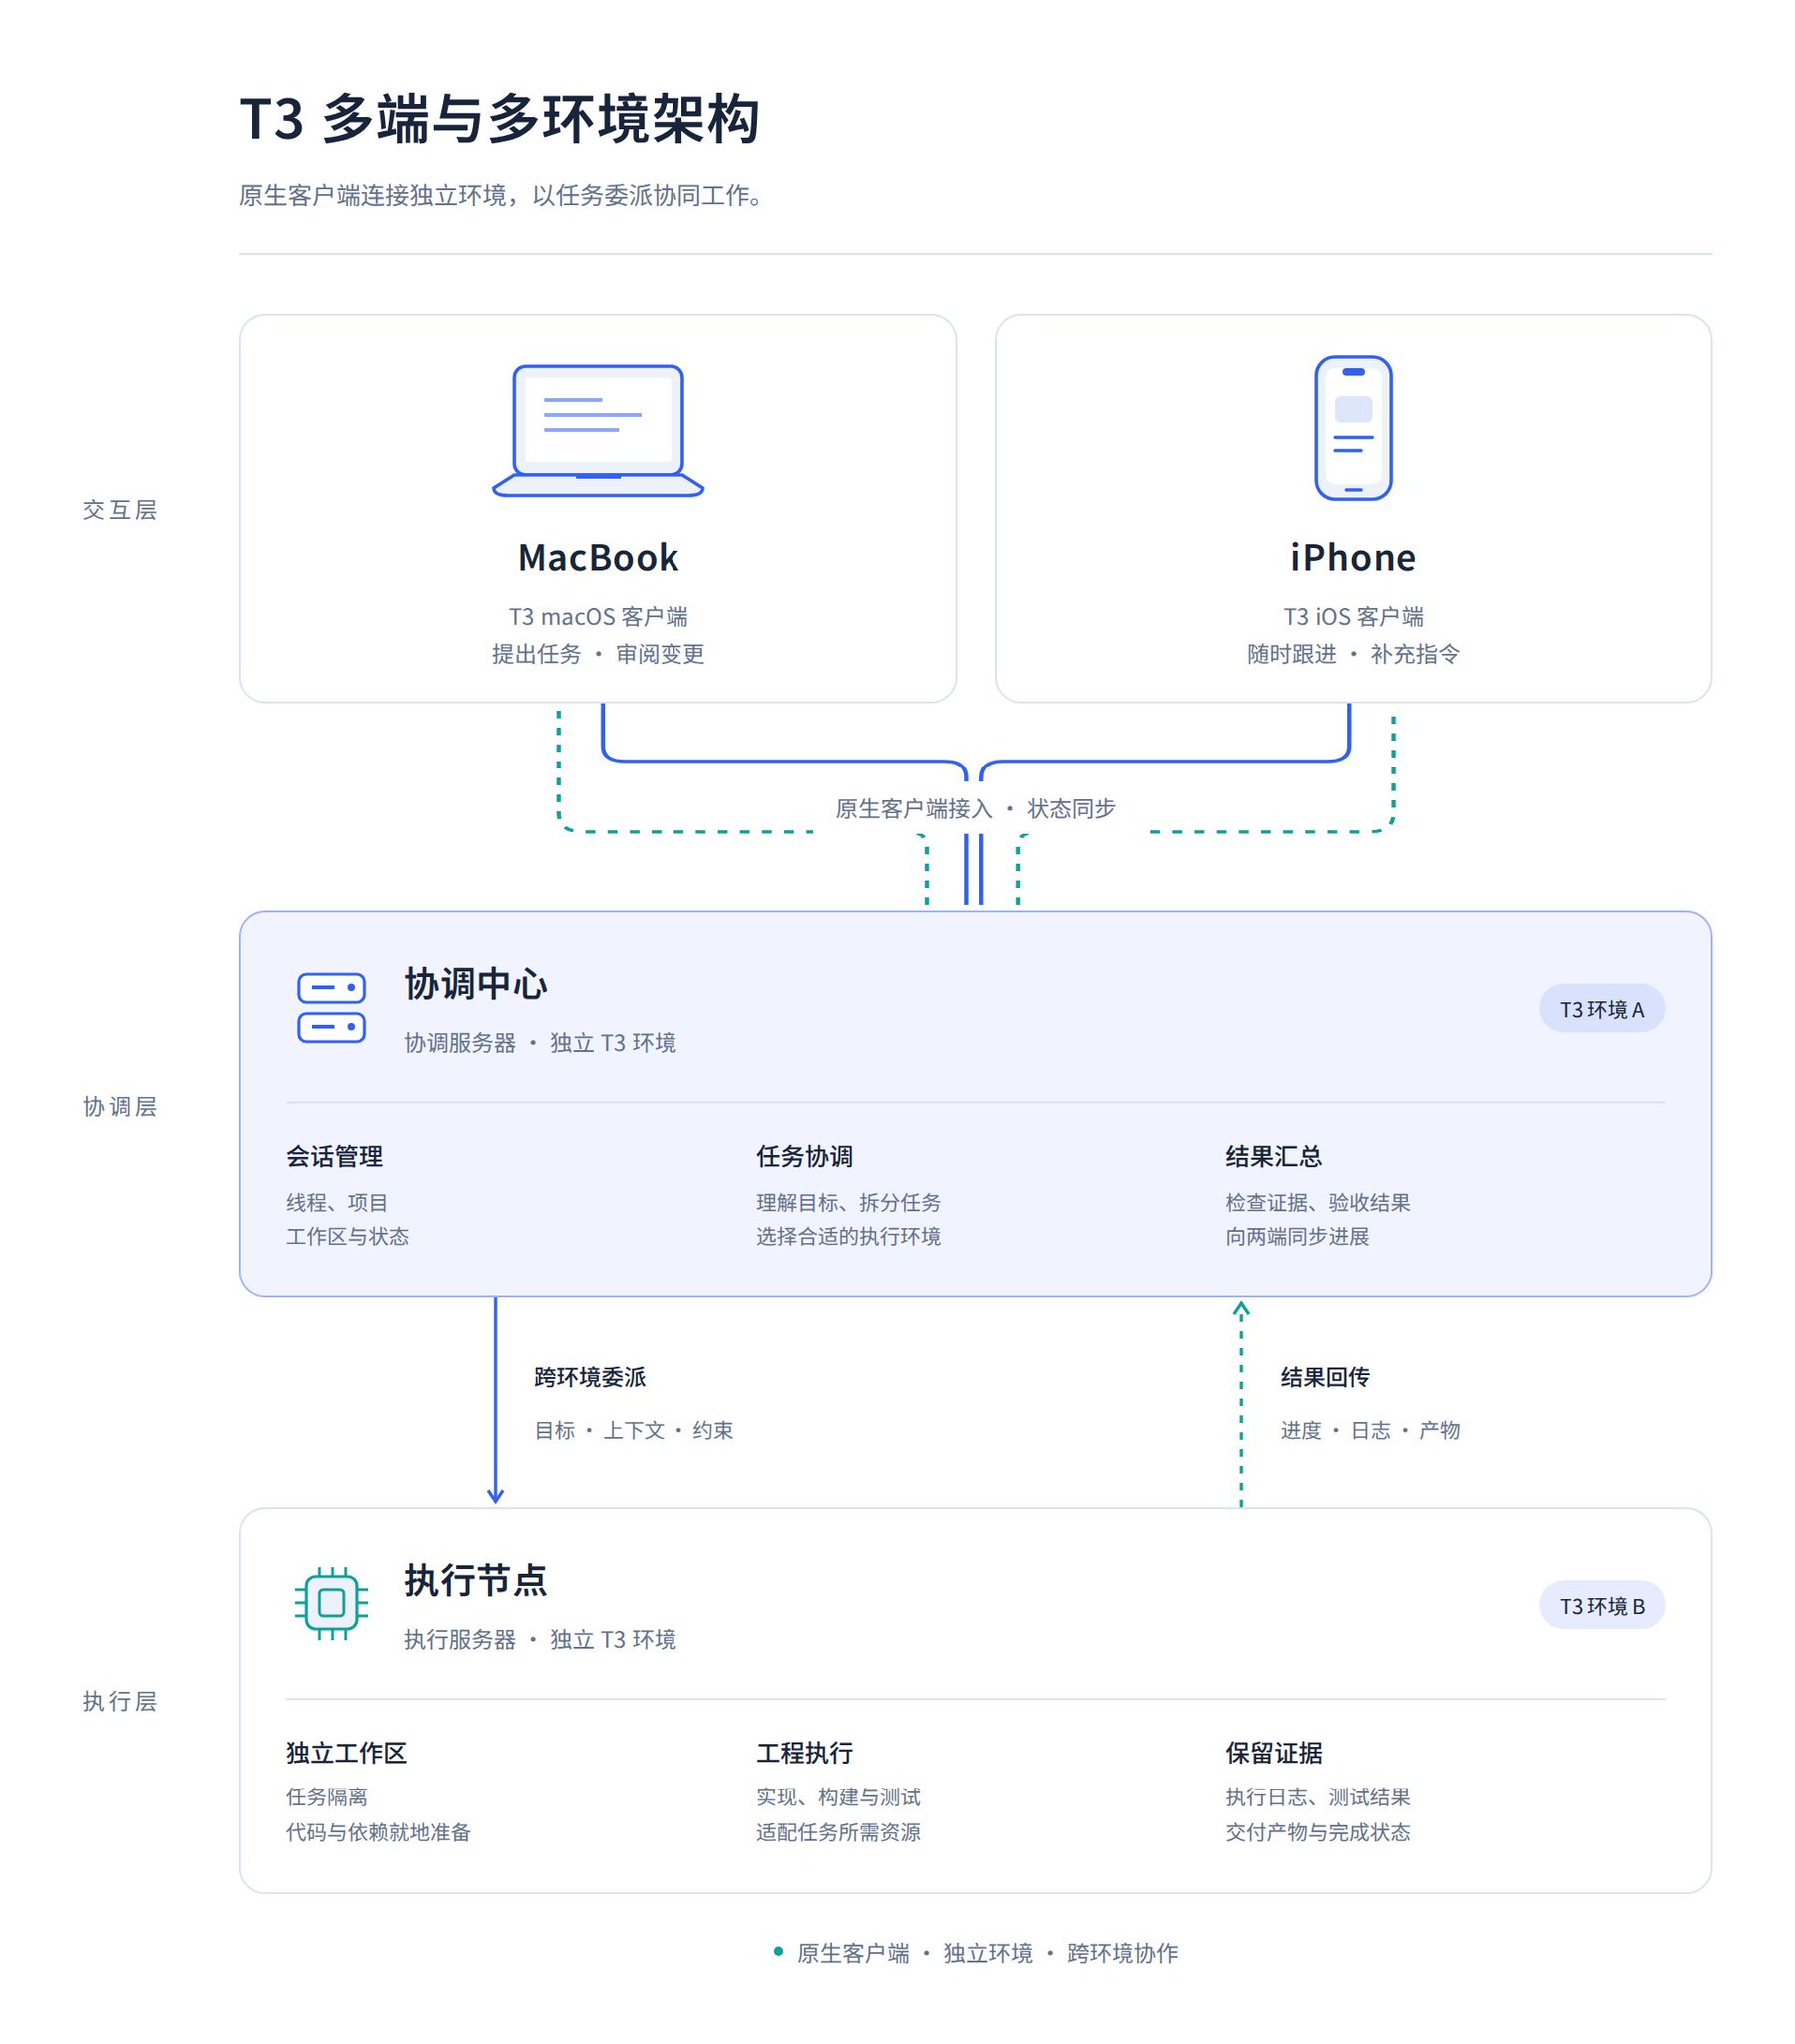 T3 多端与多环境架构
原生客户端连接独立环境，以任务委派协同工作。
交互层
MacBook
T3 macOS 客户端
提出任务 · 审阅变更
iPhone
T3 iOS 客户端
随时跟进 · 补充指令
原生客户端接入 · 状态同步
协调层
协调中心
协调服务器 · 独立 T3 环境
T3 环境 A
会话管理
线程、项目
工作区与状态
任务协调
理解目标、拆分任务
选择合适的执行环境
结果汇总
检查证据、验收结果
向两端同步进展
跨环境委派
目标 · 上下文 · 约束
结果回传
进度 · 日志 · 产物
执行层
执行节点
执行服务器 · 独立 T3 环境
T3 环境 B
独立工作区
任务隔离
代码与依赖就地准备
工程执行
实现、构建与测试
适配任务所需资源
保留证据
执行日志、测试结果
交付产物与完成状态
原生客户端 · 独立环境 · 跨环境协作